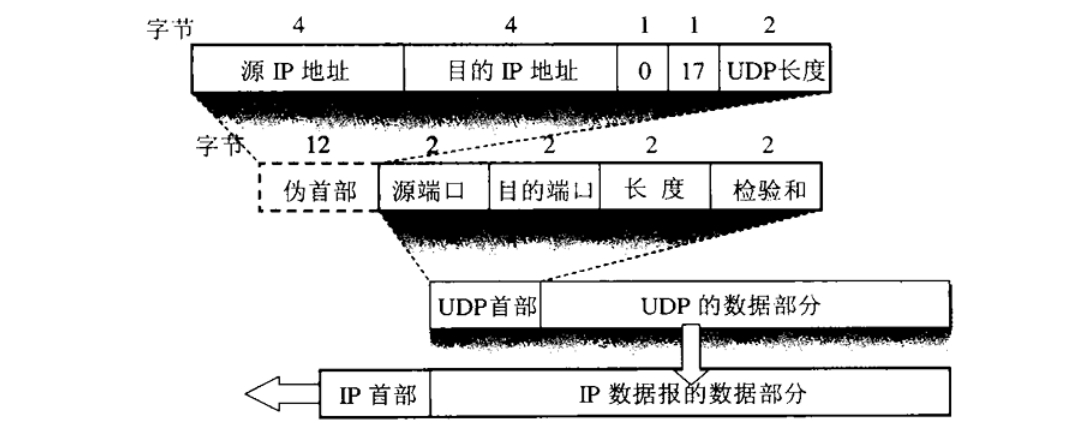 字节 4 4 1 1 2
源 IP 地址 目的 IP 地址 0 17 UDP长度
字节 12 2 2 2 2
伪首部 源端口 目的端口 长 度 检验和
UDP首部 UDP 的数据部分
IP 首部 IP 数据报的数据部分